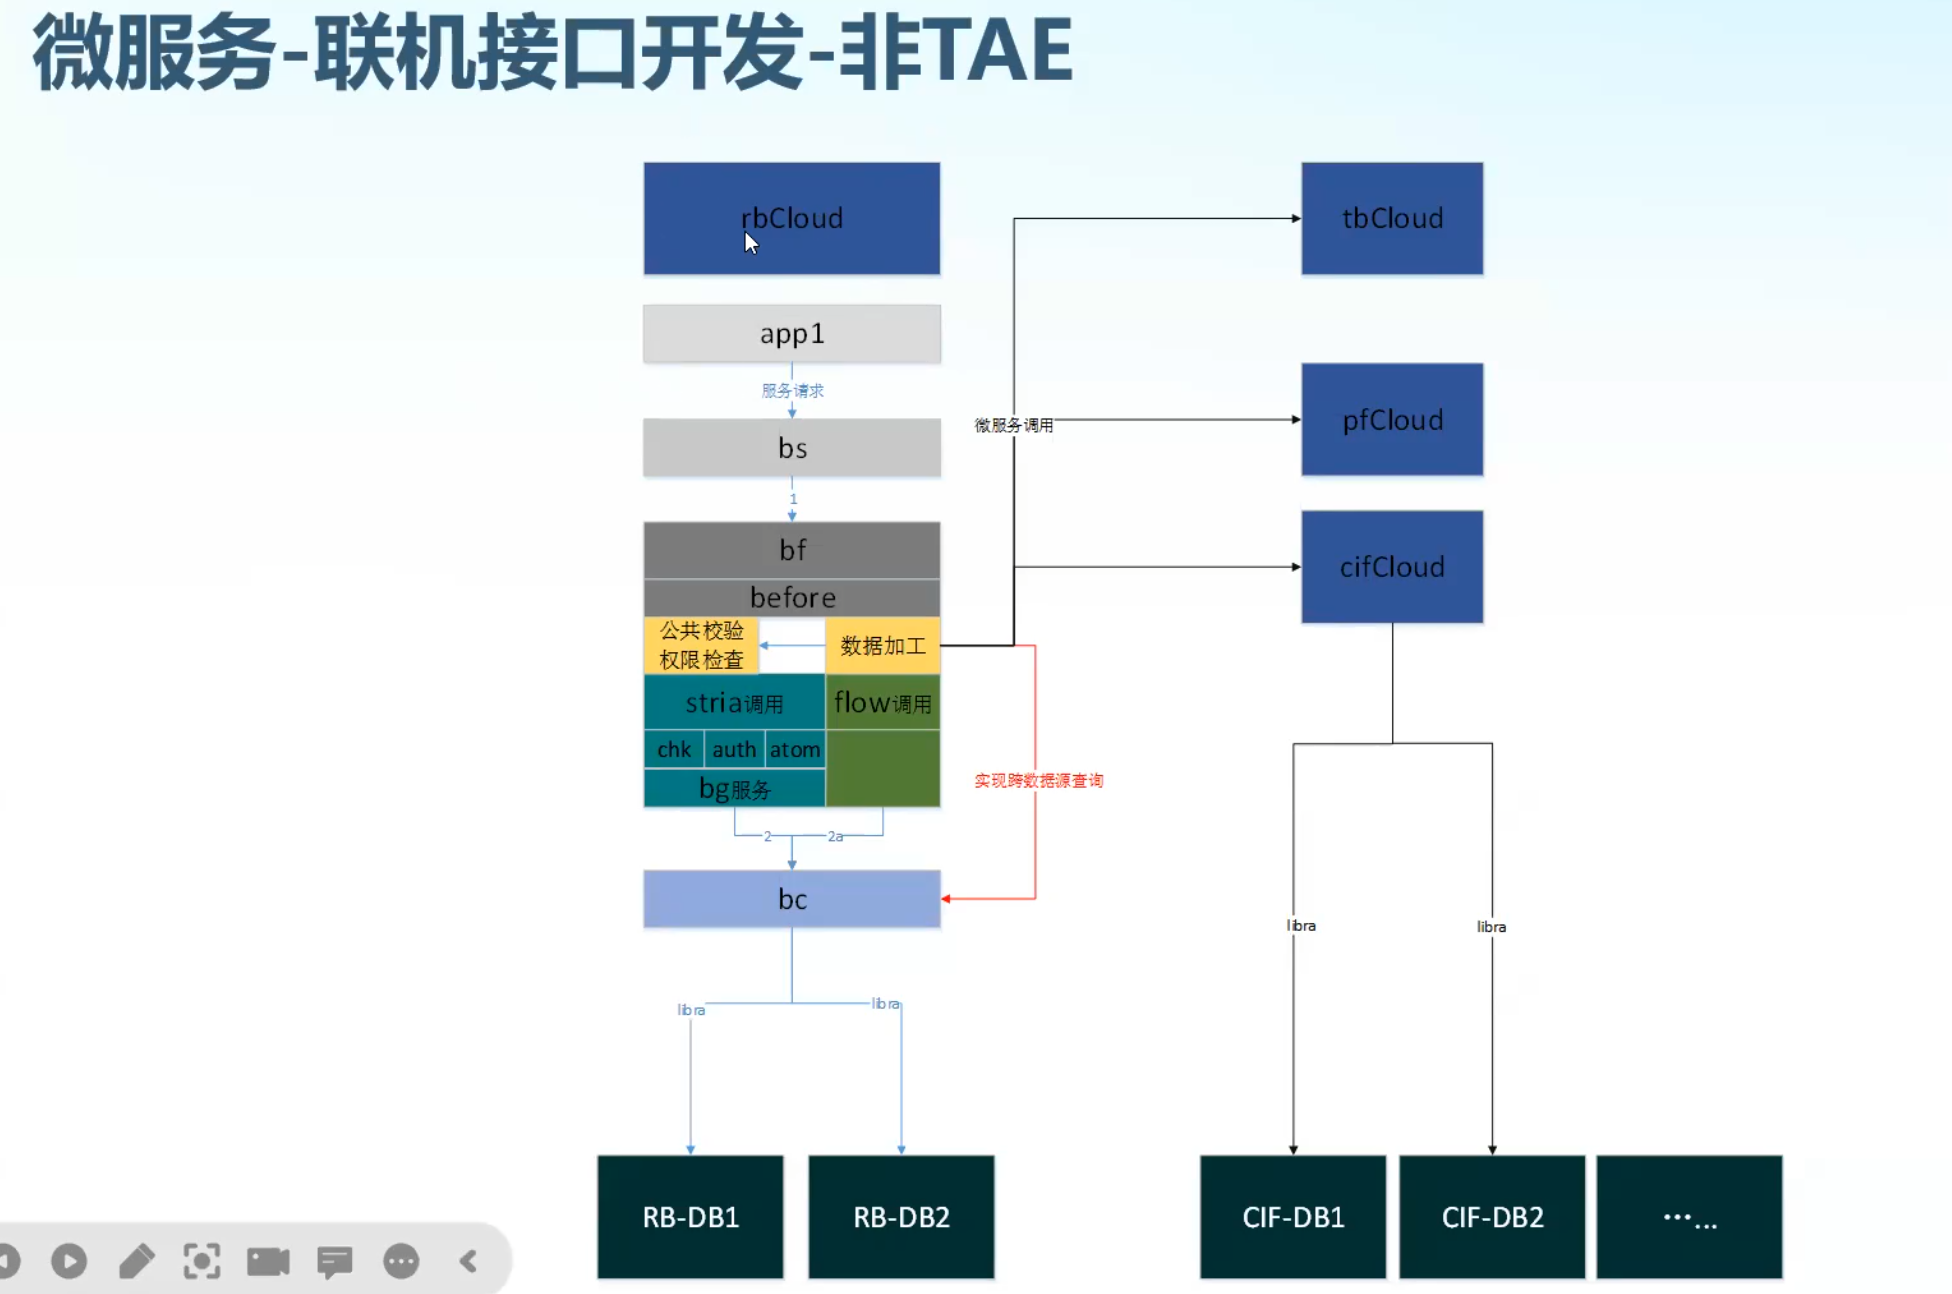 微服务-联机接口开发-非TAE
rbCloud
tbCloud
app1
服务请求
pfCloud
微服务调用
bs
1
bf
cifCloud
before
公共校验
权限检查
数据加工
stria调用
flow调用
chk
auth
atom
bg服务
实现跨数据源查询
2
2a
bc
libra
libra
libra
libra
RB-DB1
RB-DB2
CIF-DB1
CIF-DB2
…...